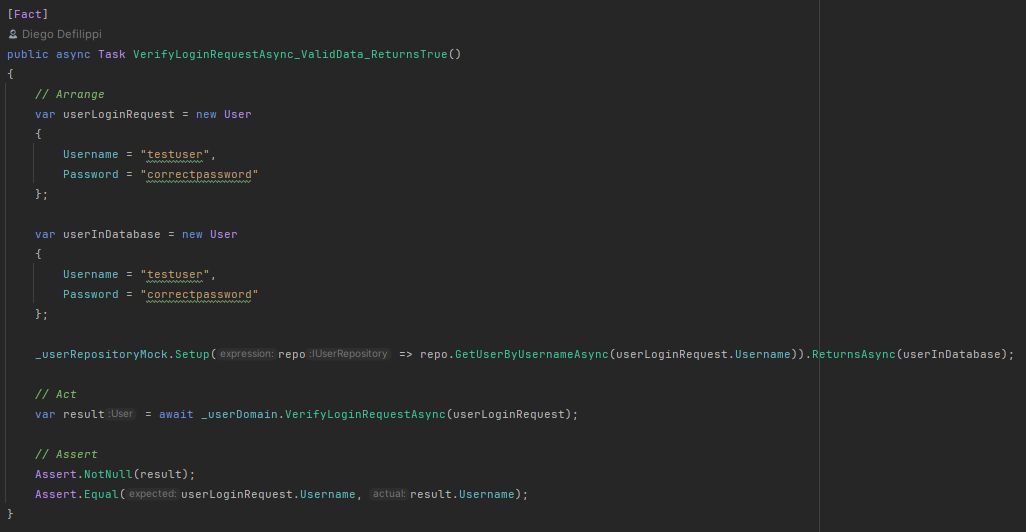 [Fact]
Diego Defilippi
public async Task VerifyLoginRequestAsync_ValidData_ReturnsTrue()
{
// Arrange
var userLoginRequest = new User
{
Username = "testuser",
Password = "correctpassword"
};
var userInDatabase = new User
{
Username = "testuser",
Password = "correctpassword"
};
_userRepositoryMock.Setup(expression: repo:IUserRepository => repo.GetUserByUsernameAsync(userLoginRequest.Username)).ReturnsAsync(userInDatabase);
// Act
var result:User = await _userDomain.VerifyLoginRequestAsync(userLoginRequest);
// Assert
Assert.NotNull(result);
Assert.Equal(expected: userLoginRequest.Username, actual: result.Username);
}